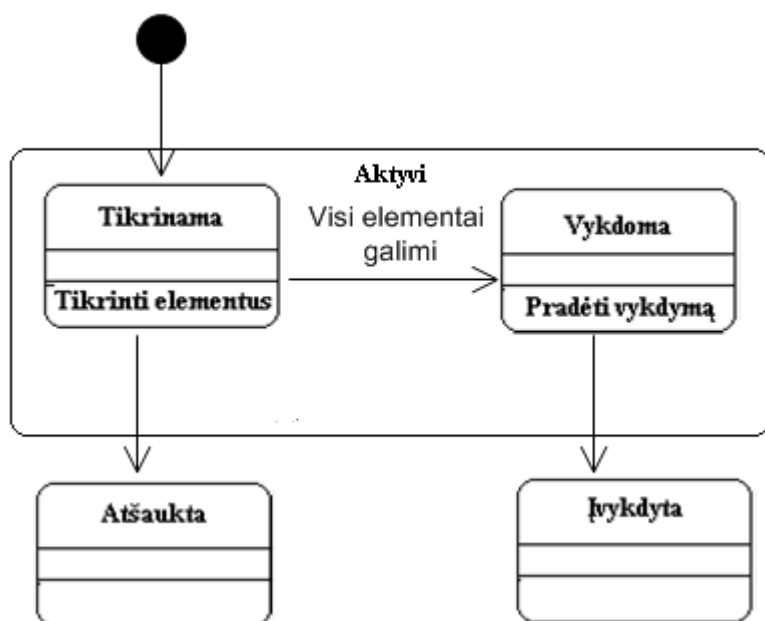 Aktyvi
Tikrinama
Tikrinti elementus
Visi elementai
galimi
Vykdoma
Pradėti vykdymą
Atšaukta
Įvykdyta